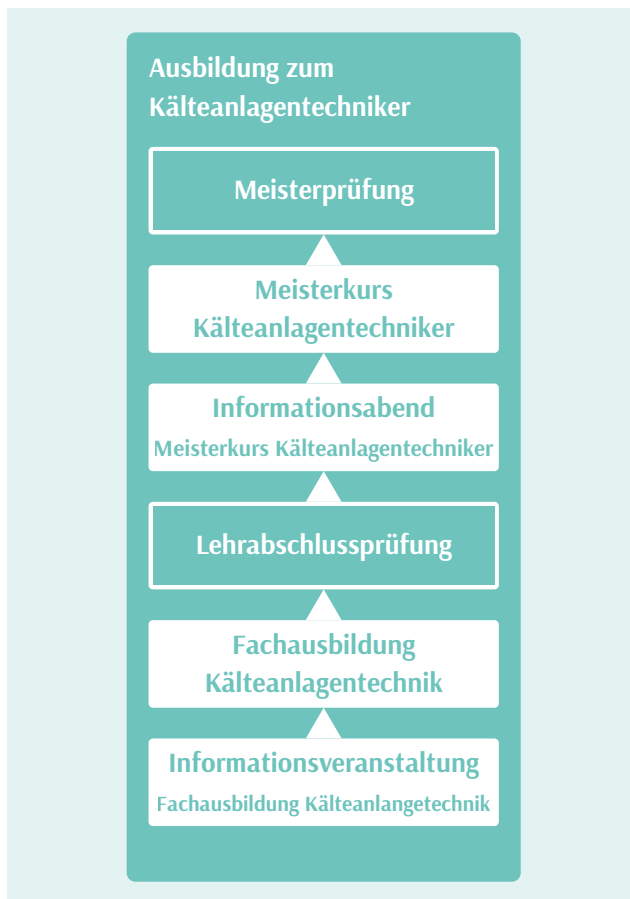 Ausbildung zum
Kälteanlagentechniker
Meisterprüfung
Meisterkurs
Kälteanlagentechniker
Informationsabend
Meisterkurs Kälteanlagentechniker
Lehrabschlussprüfung
Fachausbildung
Kälteanlagentechnik
Informationsveranstaltung
Fachausbildung Kälteanlangetechnik